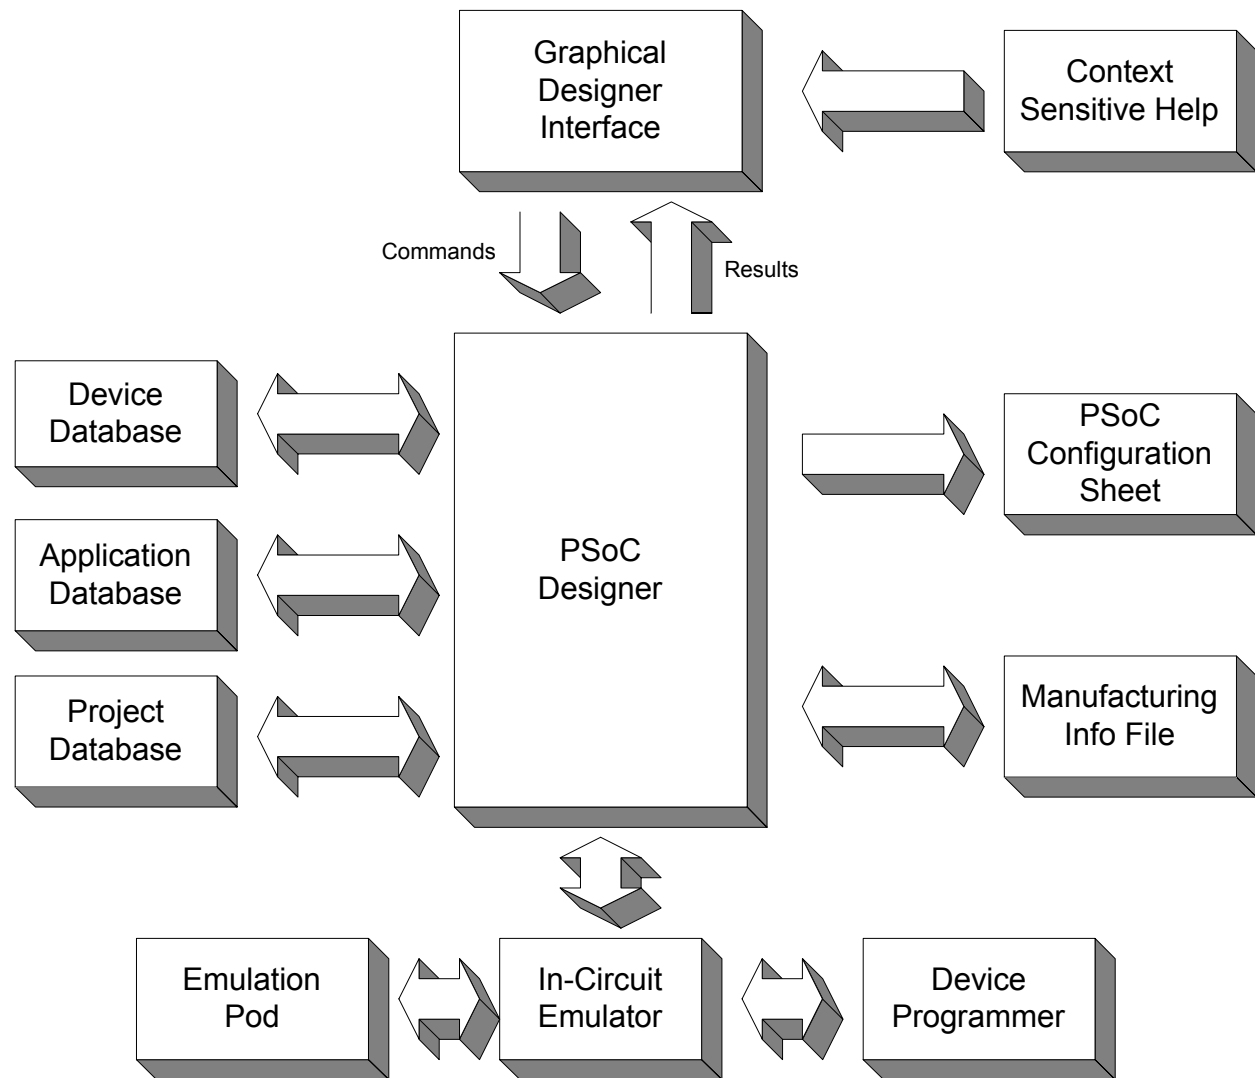 Graphical
Designer
Interface
Context
Sensitive Help
Commands
Results
Device
Database
PSoC
Configuration
Sheet
Application
Database
PSoC
Designer
Project
Database
Manufacturing
Info File
Emulation
Pod
In-Circuit
Emulator
Device
Programmer